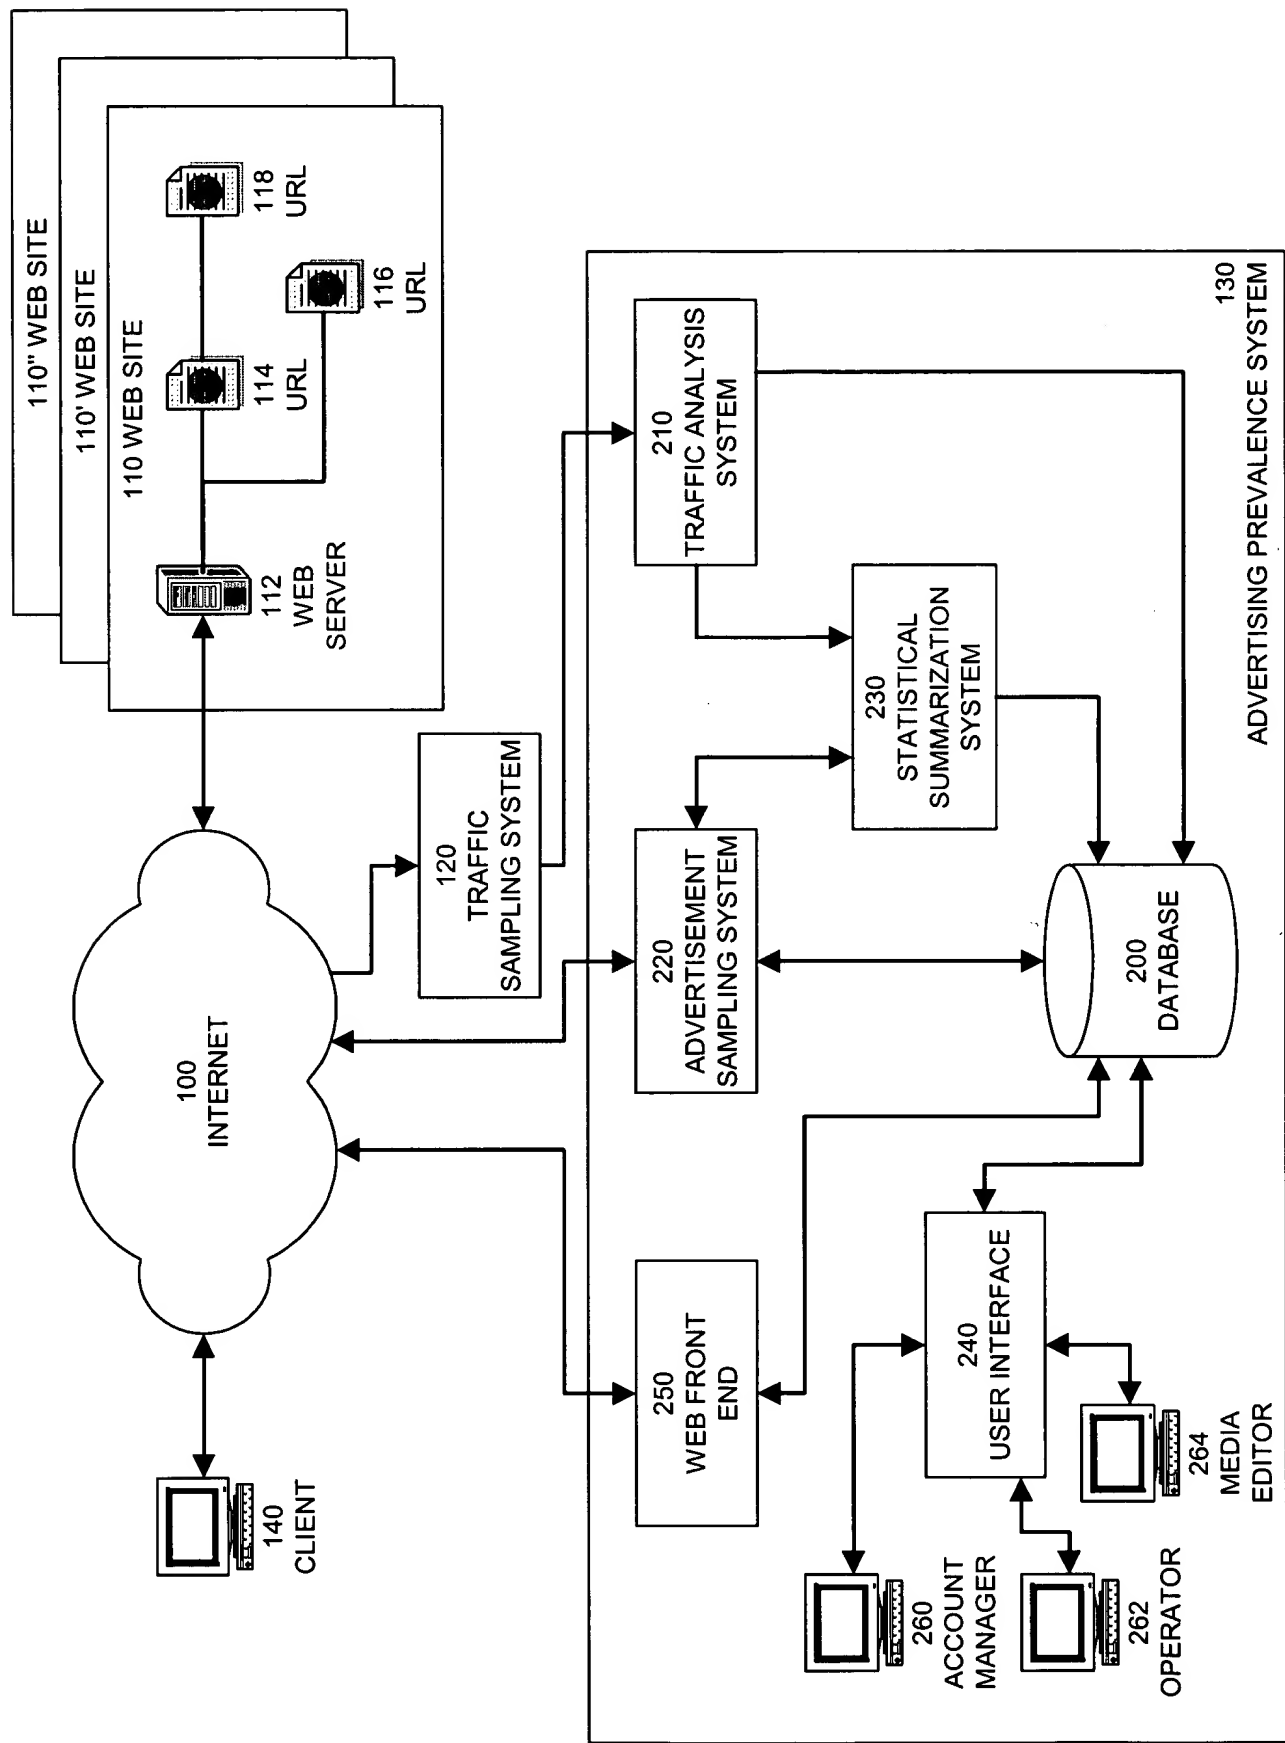 110" WEB SITE
110' WEB SITE
110 WEB SITE
112
WEB
SERVER
114
URL
116
URL
118
URL
100
INTERNET
140
CLIENT
120
TRAFFIC
SAMPLING SYSTEM
250
WEB FRONT
END
220
ADVERTISEMENT
SAMPLING SYSTEM
210
TRAFFIC ANALYSIS
SYSTEM
230
STATISTICAL
SUMMARIZATION
SYSTEM
260
ACCOUNT
MANAGER
240
USER INTERFACE
262
OPERATOR
264
MEDIA
EDITOR
200
DATABASE
130
ADVERTISING PREVALENCE SYSTEM